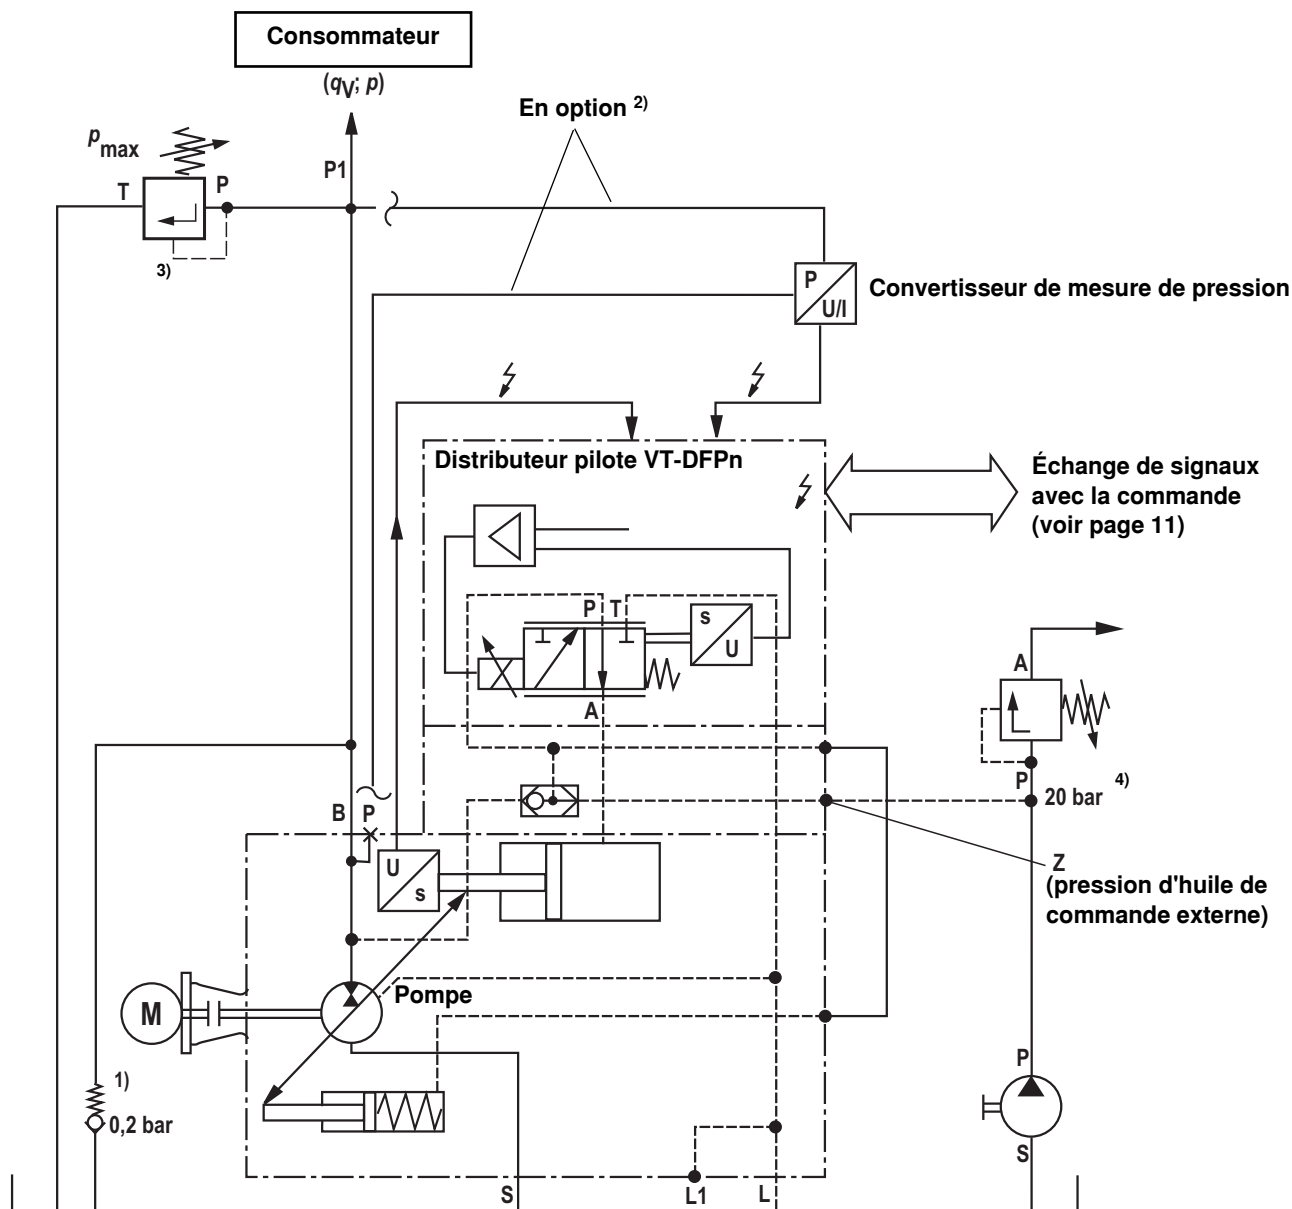 Consommateur
(qV; p)
En option 2)
pmax
P1
T
P
3)
P
U/I
Convertisseur de mesure de pression
Distributeur pilote VT-DFPn
Échange de signaux
avec la commande
(voir page 11)
P T
s
U
A
A
P
20 bar 4)
B P
U
s
Z
(pression d'huile de
commande externe)
Pompe
M
P
1)
0,2 bar
S
S
L1
L